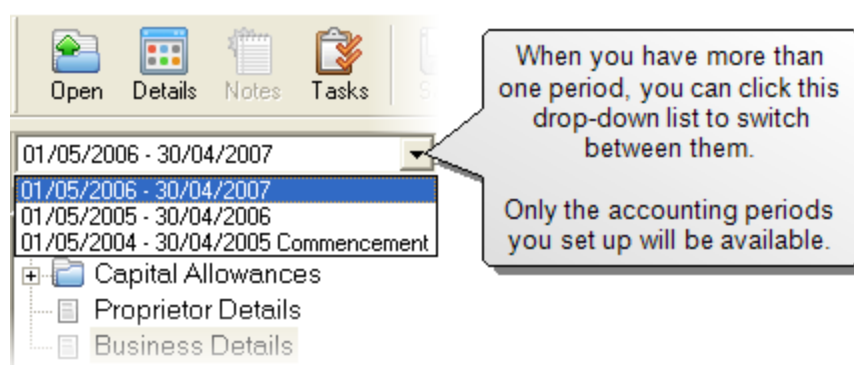 Open Details Notes Tasks
01/05/2006 - 30/04/2007
01/05/2006 - 30/04/2007
01/05/2005 - 30/04/2006
01/05/2004 - 30/04/2005 Commencement
Capital Allowances
Proprietor Details
Business Details
When you have more than
one period, you can click this
drop-down list to switch
between them.
Only the accounting periods
you set up will be available.